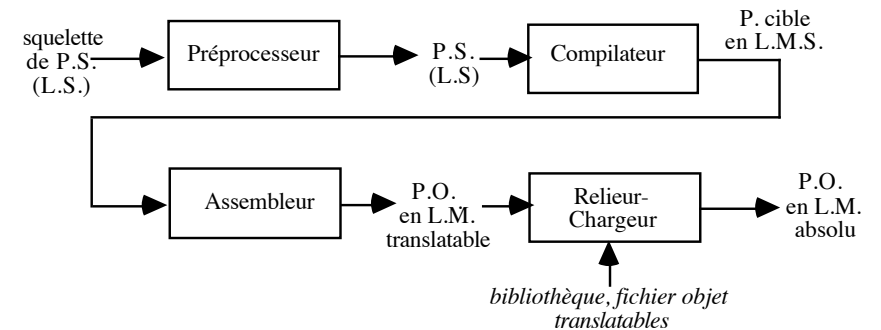 squelette
de P.S.
(L.S.)
Préprocesseur
P.S.
(L.S)
Compilateur
P. cible
en L.M.S.
Assembleur
P.O.
en L.M.
translatable
Relieur-
Chargeur
P.O.
en L.M.
absolu
bibliothèque, fichier objet
translatables